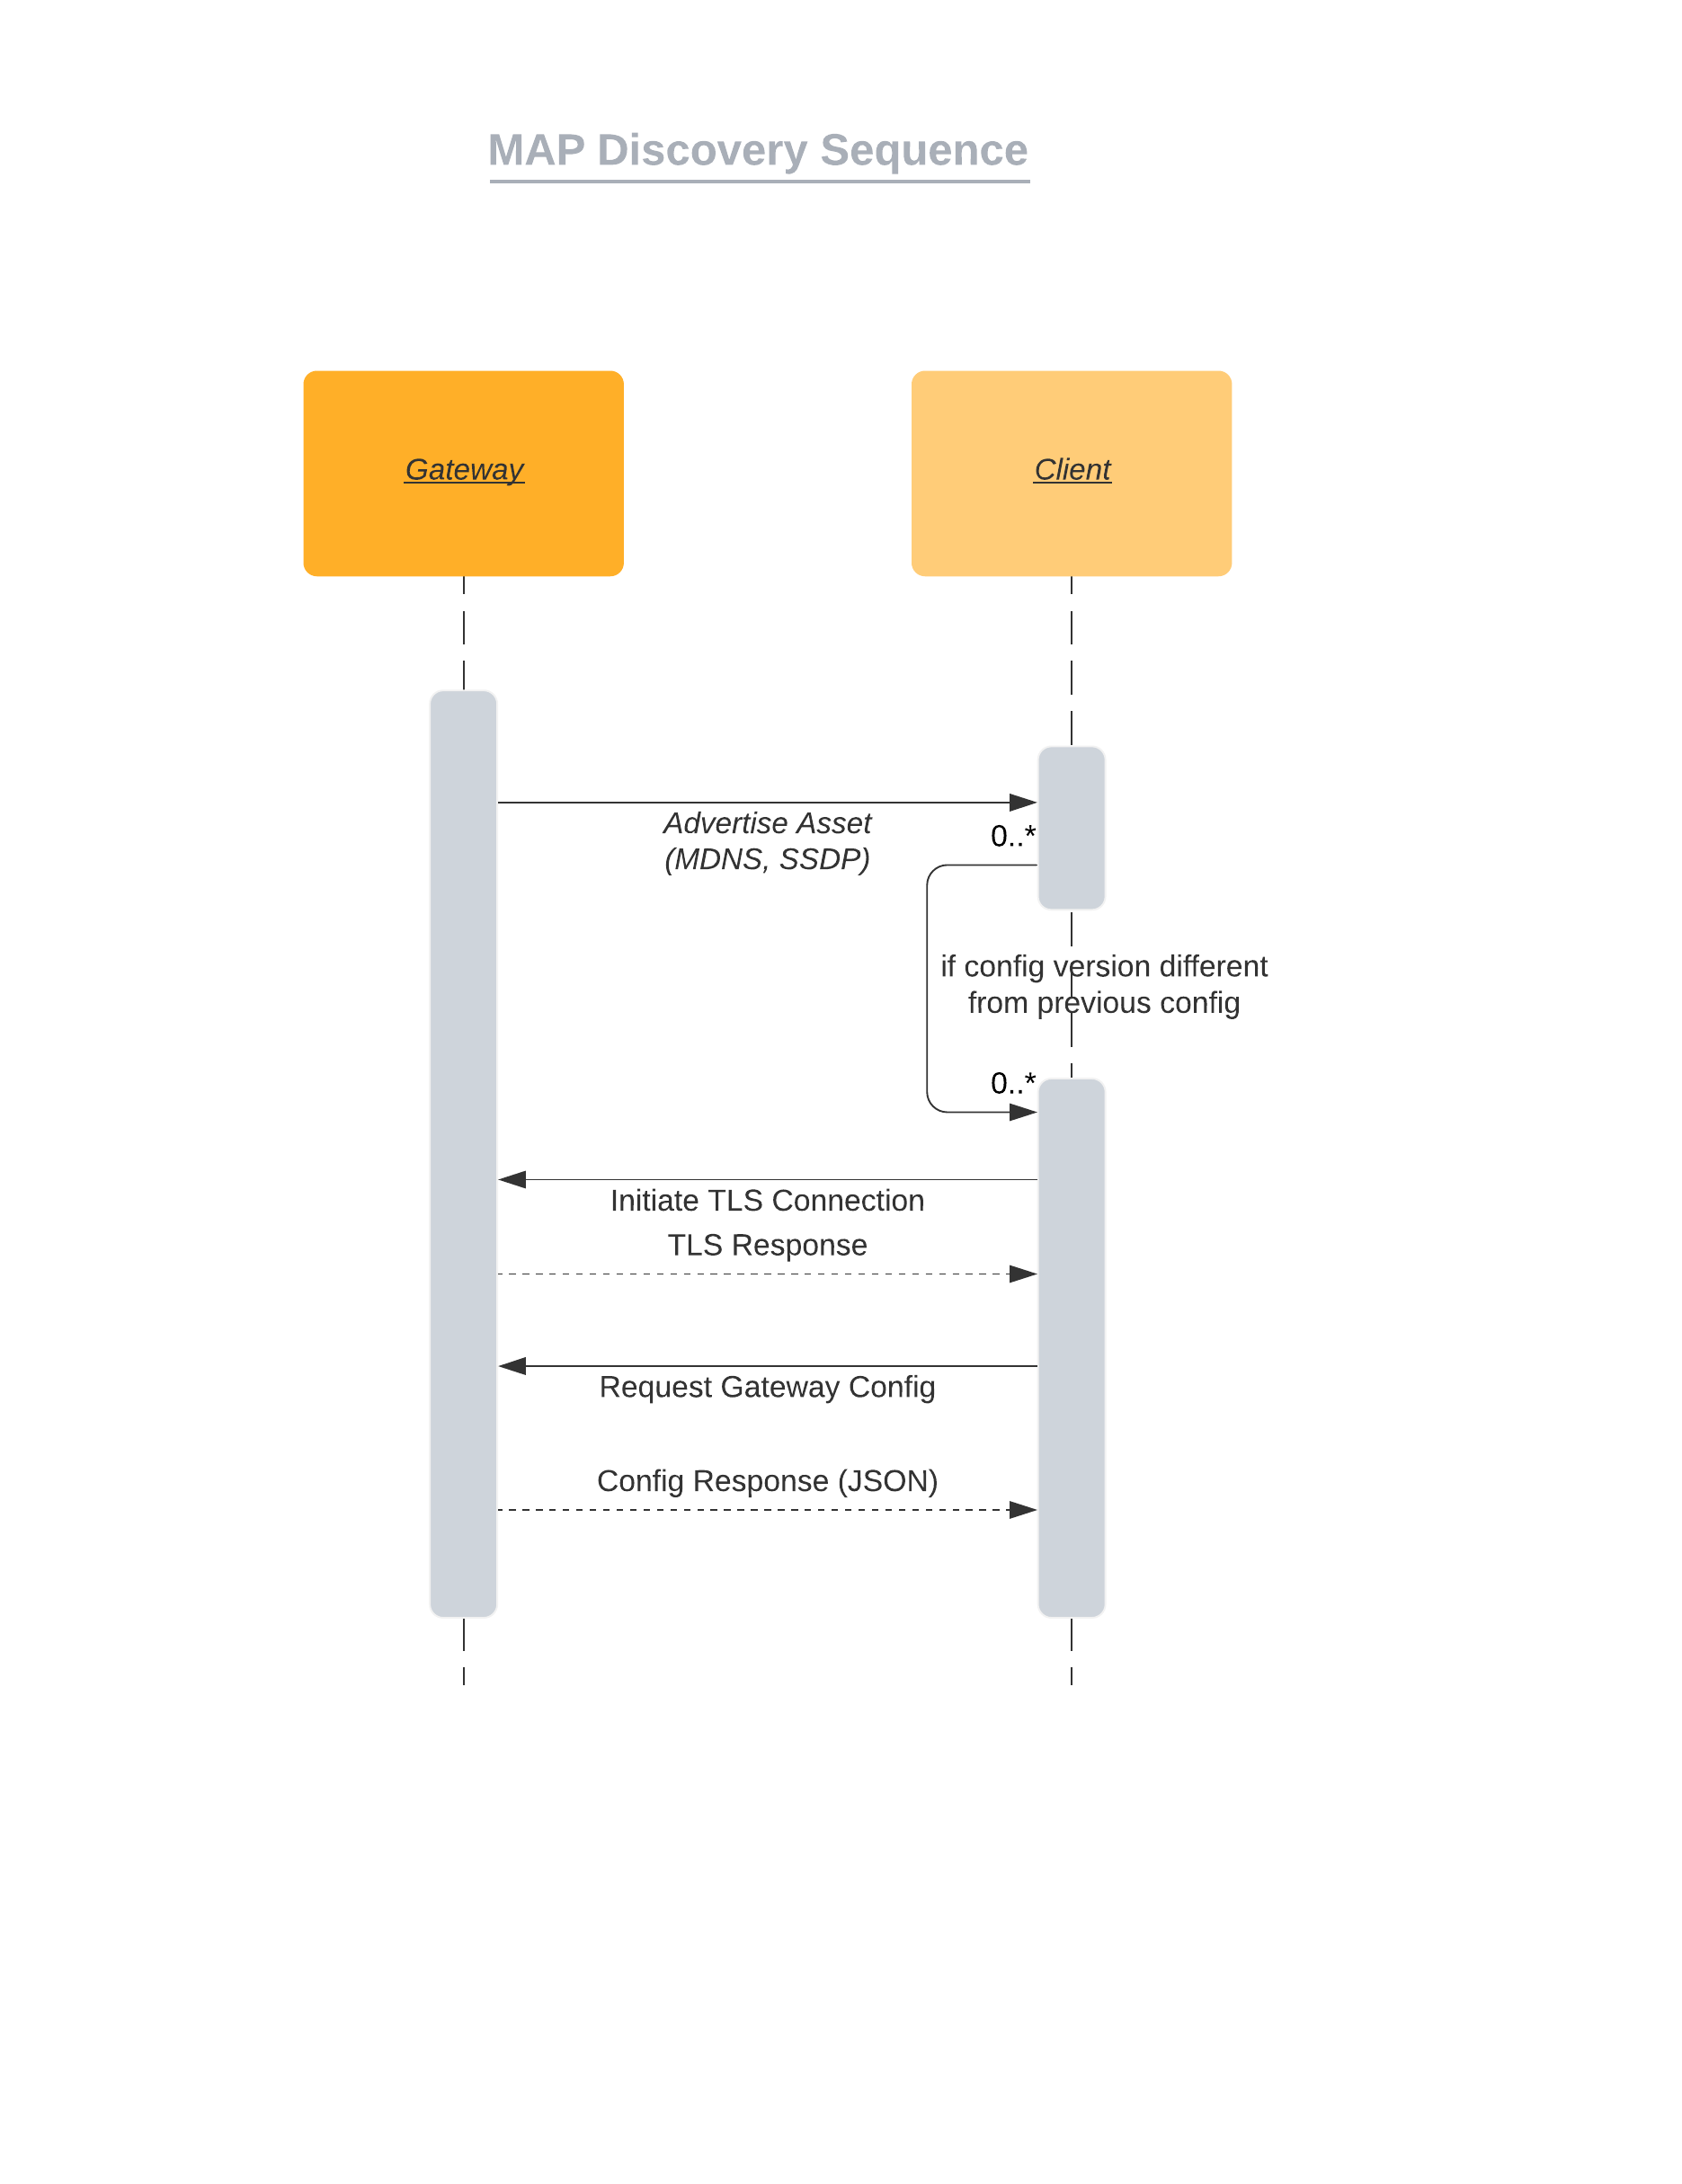 MAP Discovery Sequence
Gateway
Client
Advertise Asset
(MDNS, SSDP)
0..*
if config version different
from previous config
0..*
Initiate TLS Connection
TLS Response
Request Gateway Config
Config Response (JSON)